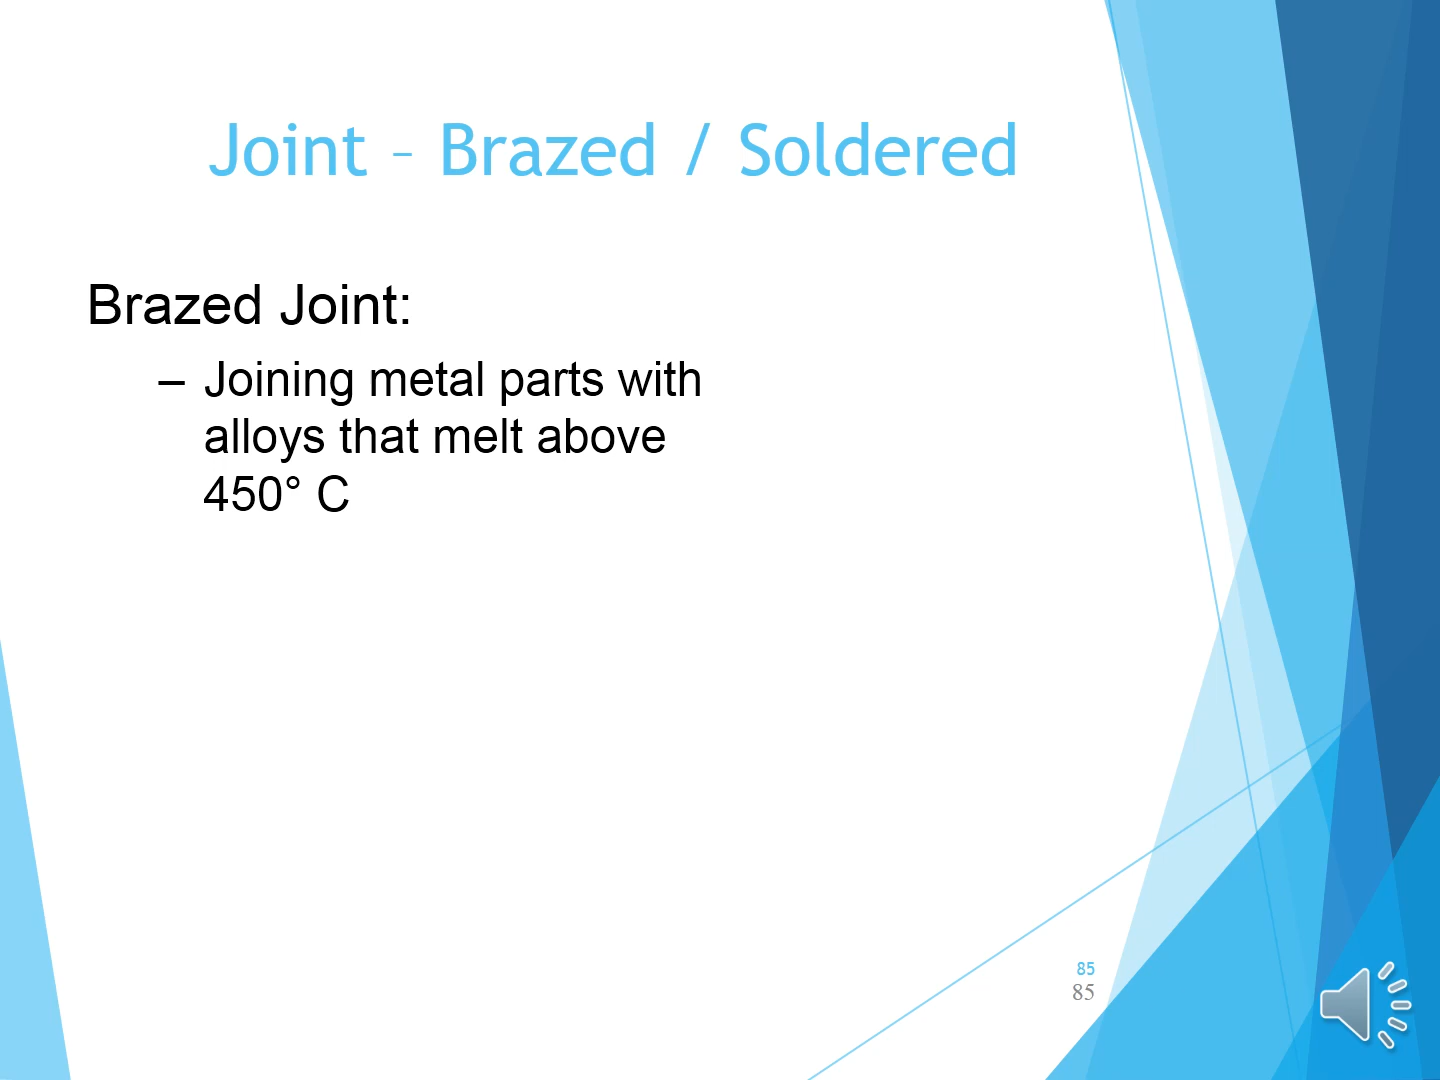 Joint – Brazed / Soldered
Brazed Joint:
– Joining metal parts with
alloys that melt above
450° C
85
85